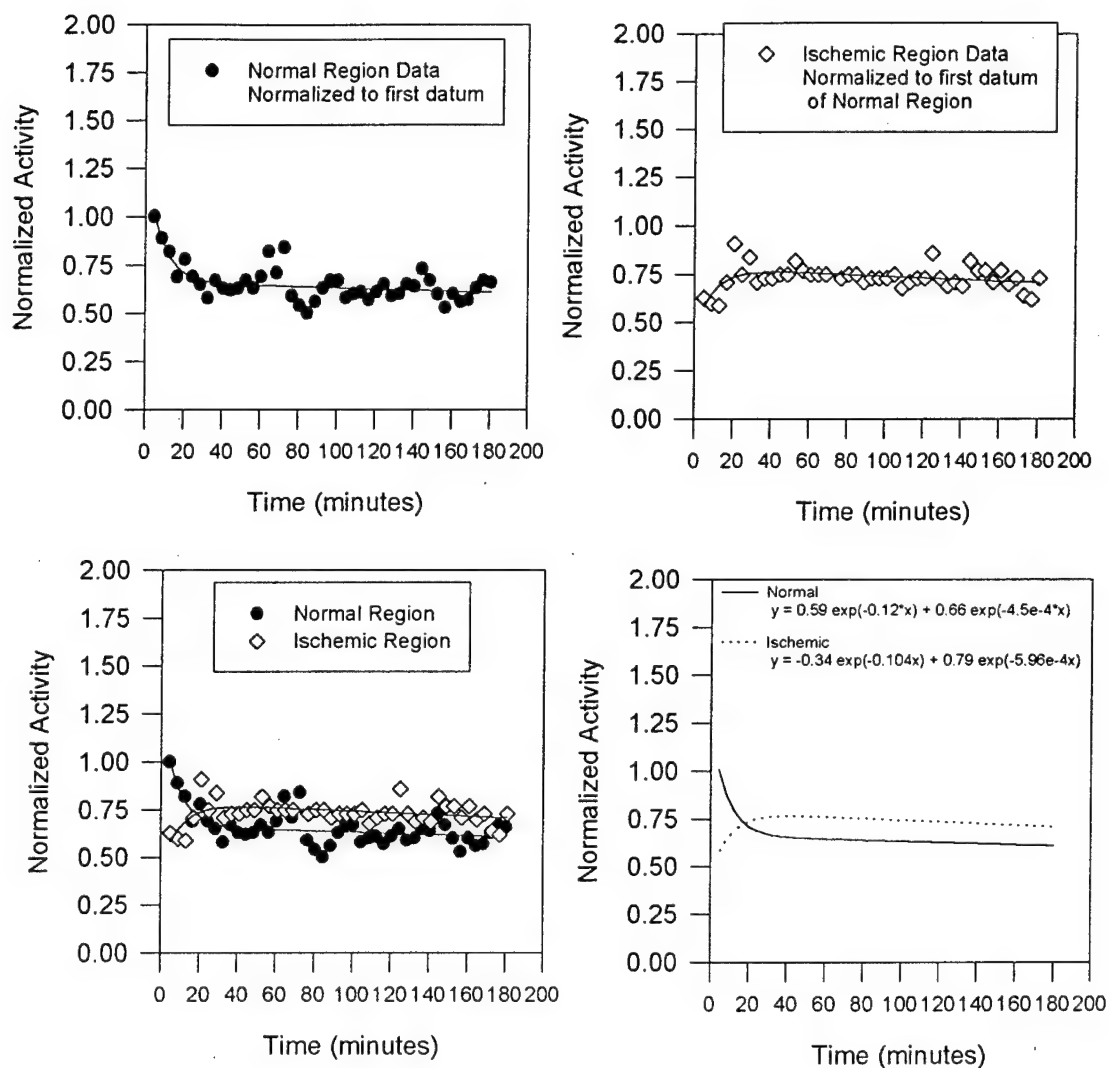 2.00
1.75
1.50
1.25
1.00
0.75
0.50
0.25
0.00
Normalized Activity
Normal Region Data
Normalized to first datum
0 20 40 60 80 100 120 140 160 180 200
Time (minutes)
2.00
1.75
1.50
1.25
1.00
0.75
0.50
0.25
0.00
Normalized Activity
Ischemic Region Data
Normalized to first datum
of Normal Region
0 20 40 60 80 100 120 140 160 180 200
Time (minutes)
2.00
1.75
1.50
1.25
1.00
0.75
0.50
0.25
0.00
Normalized Activity
Normal Region
Ischemic Region
0 20 40 60 80 100 120 140 160 180 200
Time (minutes)
2.00
1.75
1.50
1.25
1.00
0.75
0.50
0.25
0.00
Normalized Activity
Normal
y = 0.59 exp(-0.12*x) + 0.66 exp(-4.5e-4*x)
Ischemic
y = -0.34 exp(-0.104x) + 0.79 exp(-5.96e-4x)
0 20 40 60 80 100 120 140 160 180 200
Time (minutes)